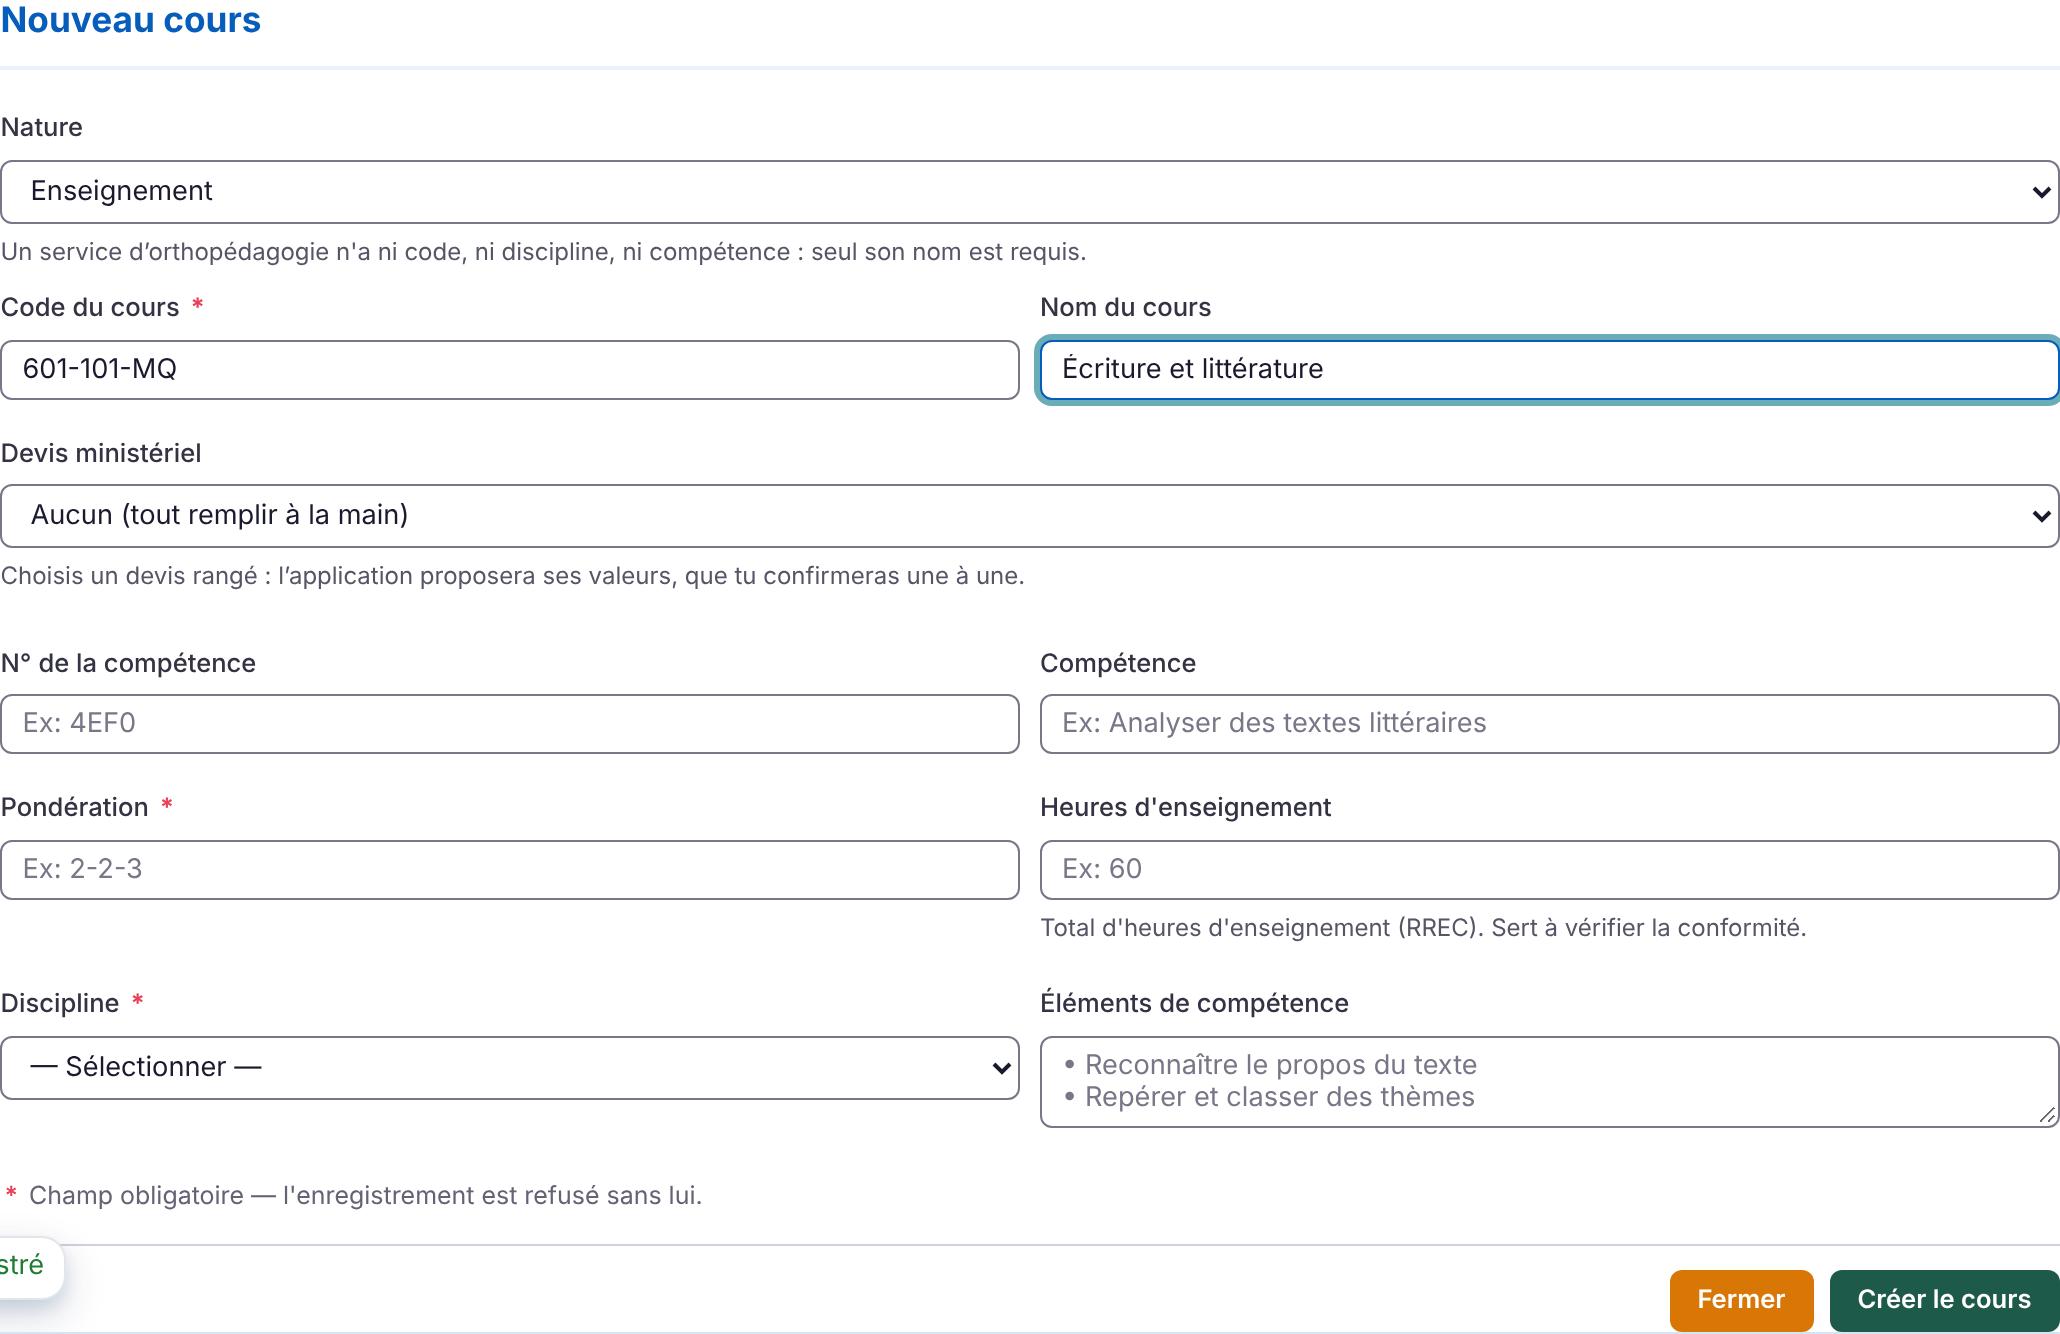 Nouveau cours
Nature
Enseignement
Un service d’orthopédagogie n'a ni code, ni discipline, ni compétence : seul son nom est requis.
Code du cours *
Nom du cours
601-101-MQ
Écriture et littérature
Devis ministériel
Aucun (tout remplir à la main)
Choisis un devis rangé : l’application proposera ses valeurs, que tu confirmeras une à une.
N° de la compétence
Compétence
Ex: 4EF0
Ex: Analyser des textes littéraires
Pondération *
Heures d'enseignement
Ex: 2-2-3
Ex: 60
Total d'heures d'enseignement (RREC). Sert à vérifier la conformité.
Discipline *
Éléments de compétence
— Sélectionner —
• Reconnaître le propos du texte
• Repérer et classer des thèmes
* Champ obligatoire — l'enregistrement est refusé sans lui.
stré
Fermer
Créer le cours